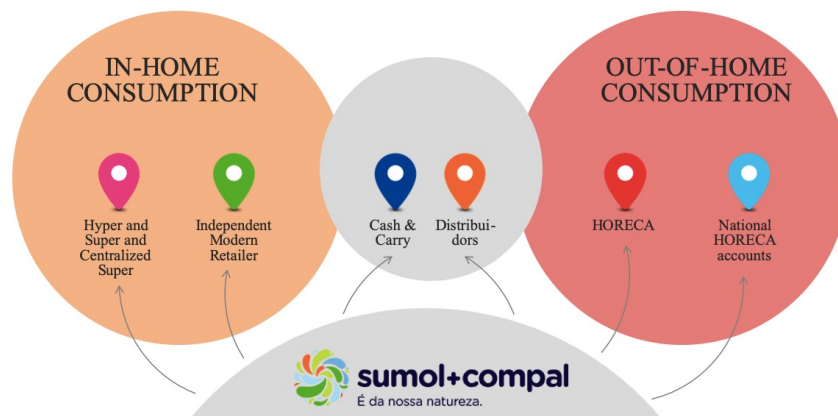 IN-HOME
CONSUMPTION
OUT-OF-HOME
CONSUMPTION
Hyper and
Super and
Centralized
Super
Independent
Modern
Retailer
Cash &
Carry
Distribui-
dors
HORECA
National
HORECA
accounts
sumol+compal
É da nossa natureza.